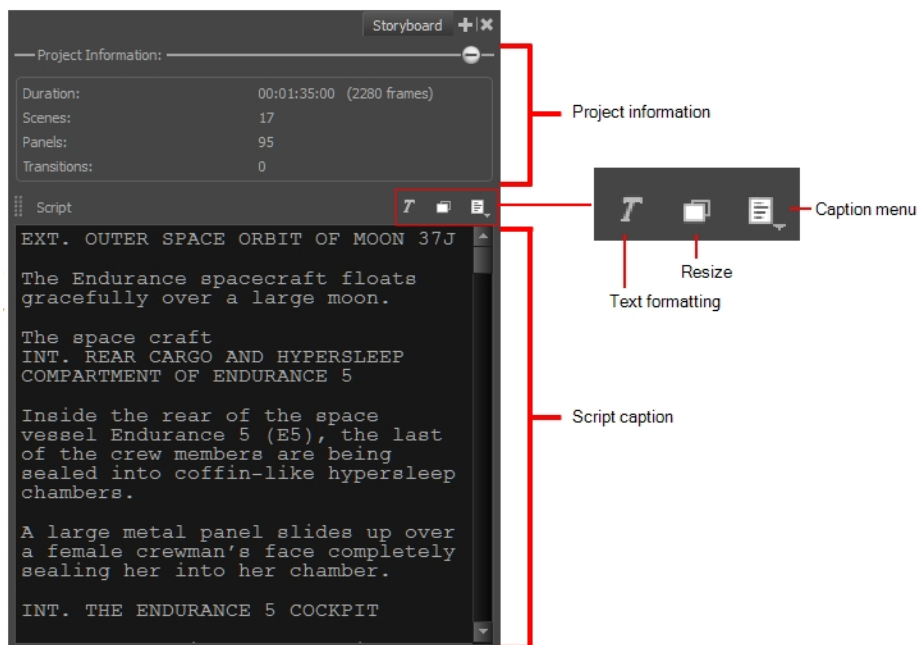 Storyboard
Project Information:
Duration: 00:01:35:00 (2280 frames)
Scenes: 17
Panels: 95
Transitions: 0
Script
EXT. OUTER SPACE ORBIT OF MOON 37J
The Endurance spacecraft floats
gracefully over a large moon.
The space craft
INT. REAR CARGO AND HYPERSLEEP
COMPARTMENT OF ENDURANCE 5
Inside the rear of the space
vessel Endurance 5 (E5), the last
of the crew members are being
sealed into coffin-like hypersleep
chambers.
A large metal panel slides up over
a female crewman's face completely
sealing her into her chamber.
INT. THE ENDURANCE 5 COCKPIT
Project information
Caption menu
Resize
Text formatting
Script caption